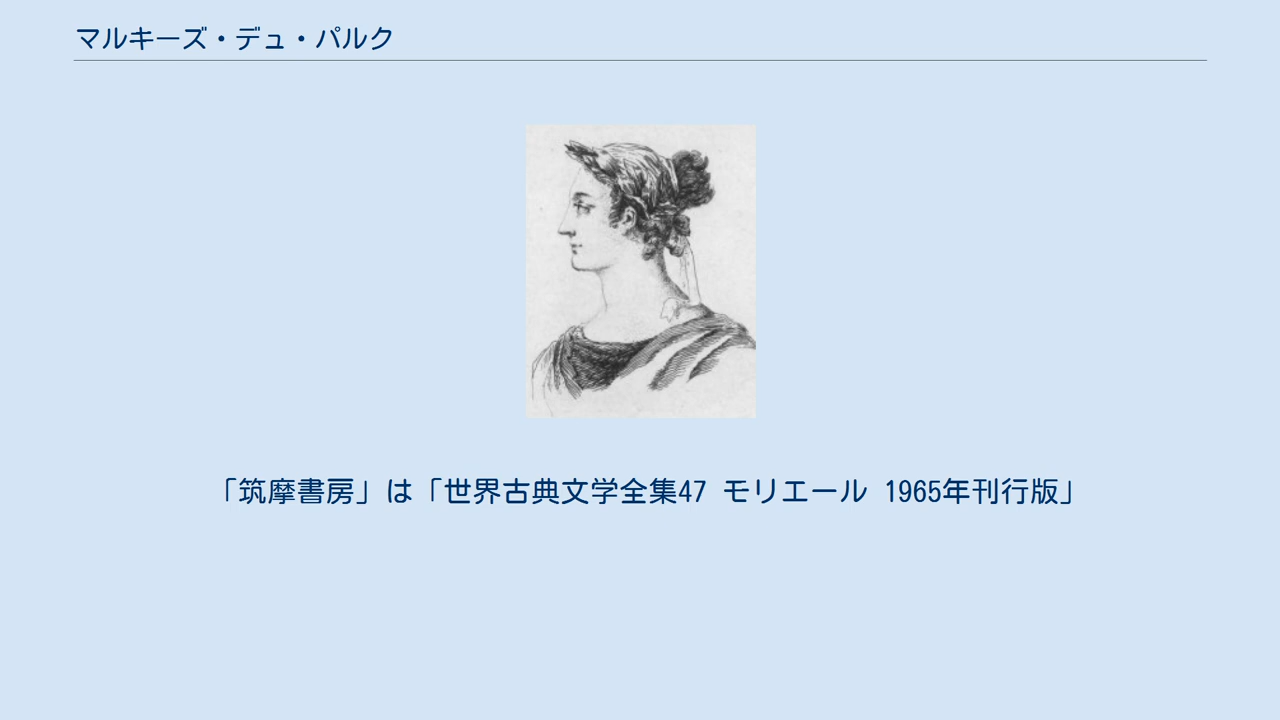 マルキーズ・デュ・パルク
「筑摩書房」は「世界古典文学全集47 モリエール 1965年刊行版」